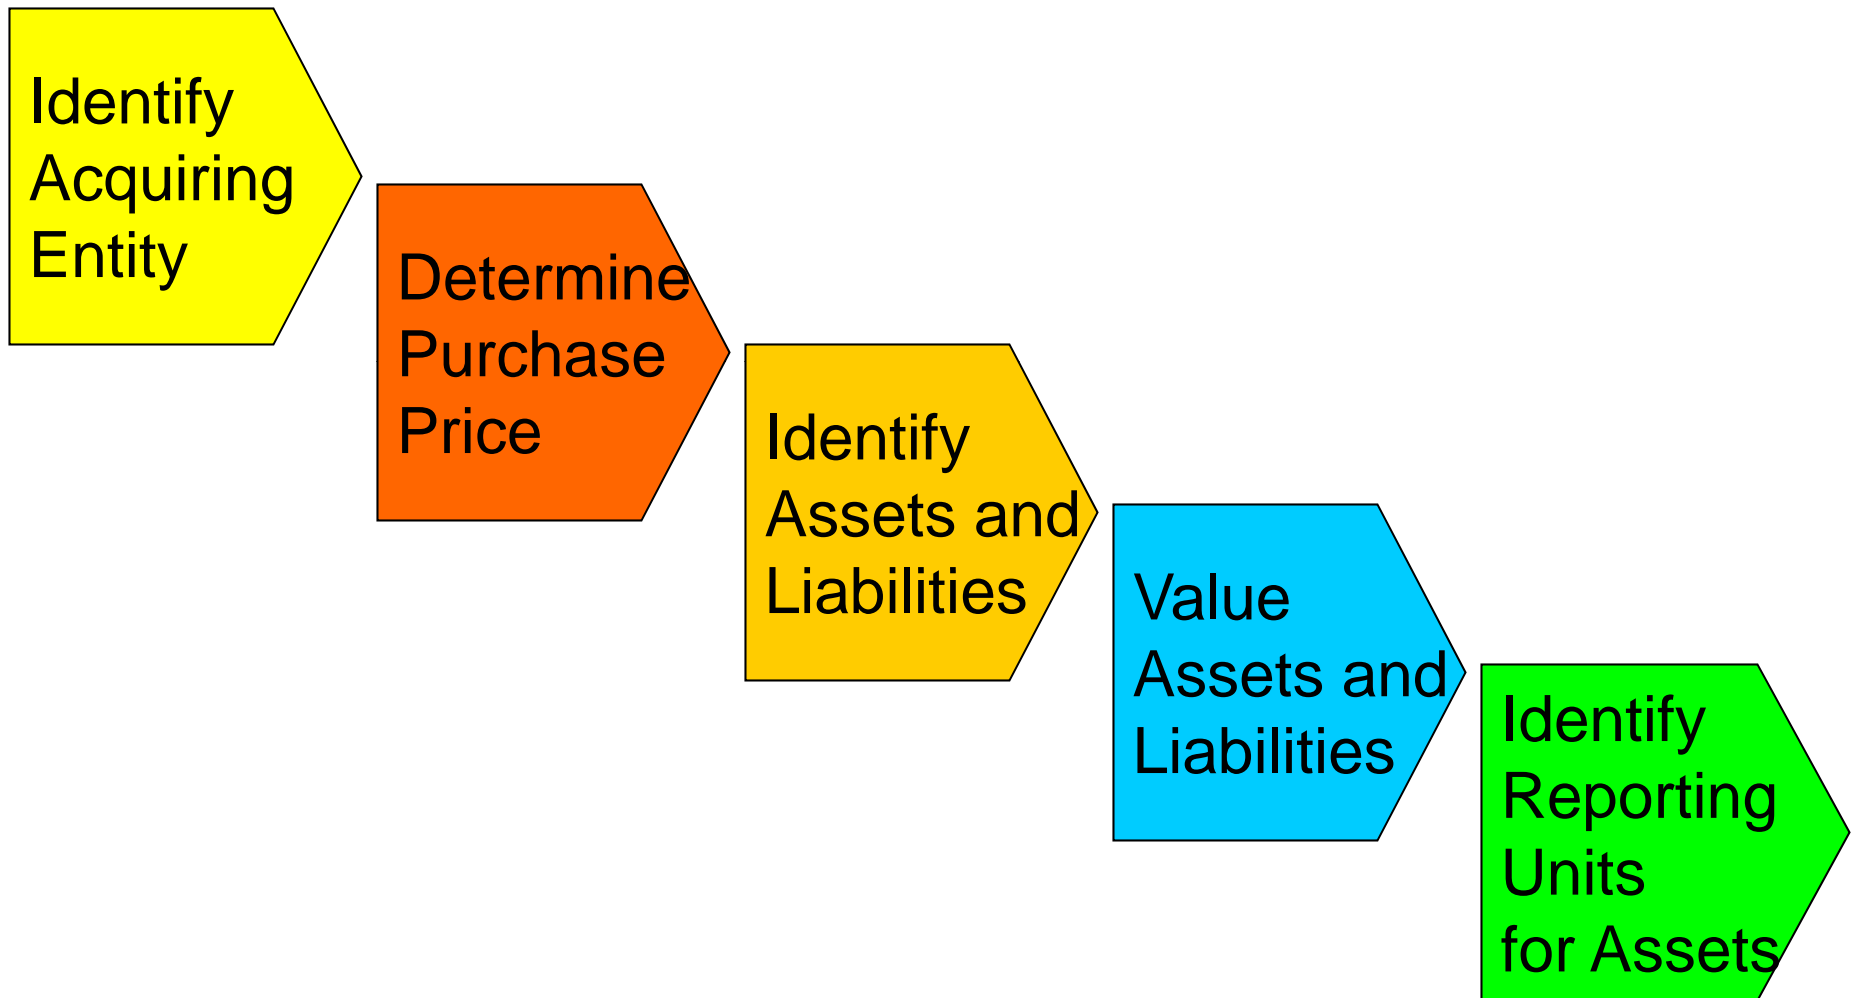 Identify
Acquiring
Entity
Determine
Purchase
Price
Identify
Assets and
Liabilities
Value
Assets and
Liabilities
Identify
Reporting
Units
for Assets